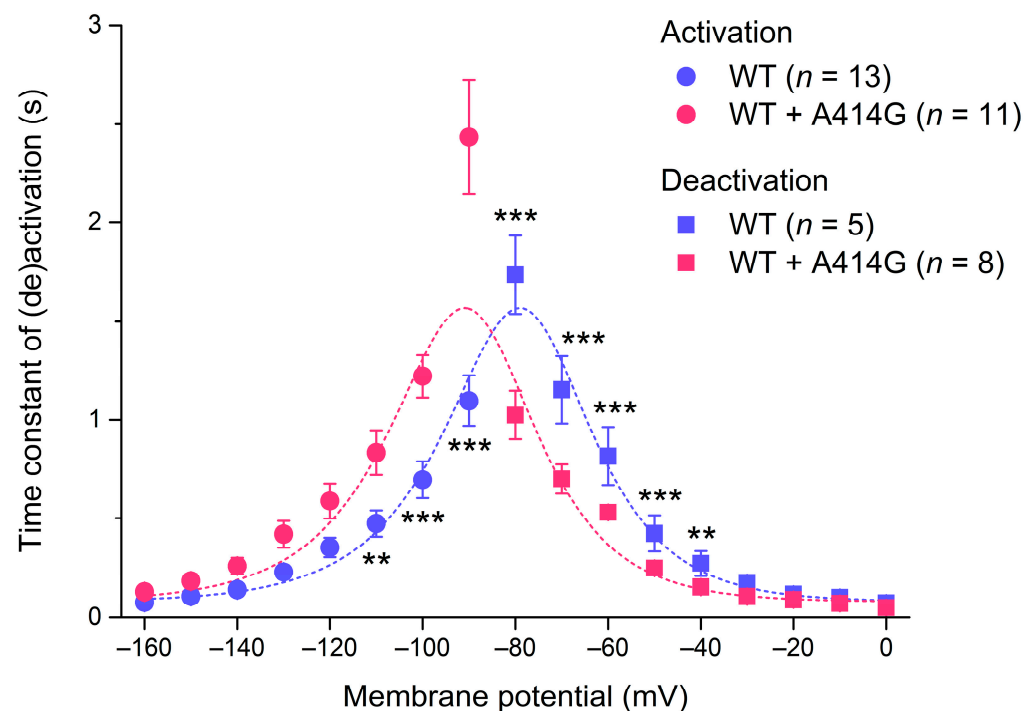 Time constant of (de)activation (s)
3
2
1
0
Activation
WT (n = 13)
WT + A414G (n = 11)
Deactivation
WT (n = 5)
WT + A414G (n = 8)
***
***
***
***
***
***
**
**
–160
–140
–120
–100
–80
–60
–40
–20
0
Membrane potential (mV)